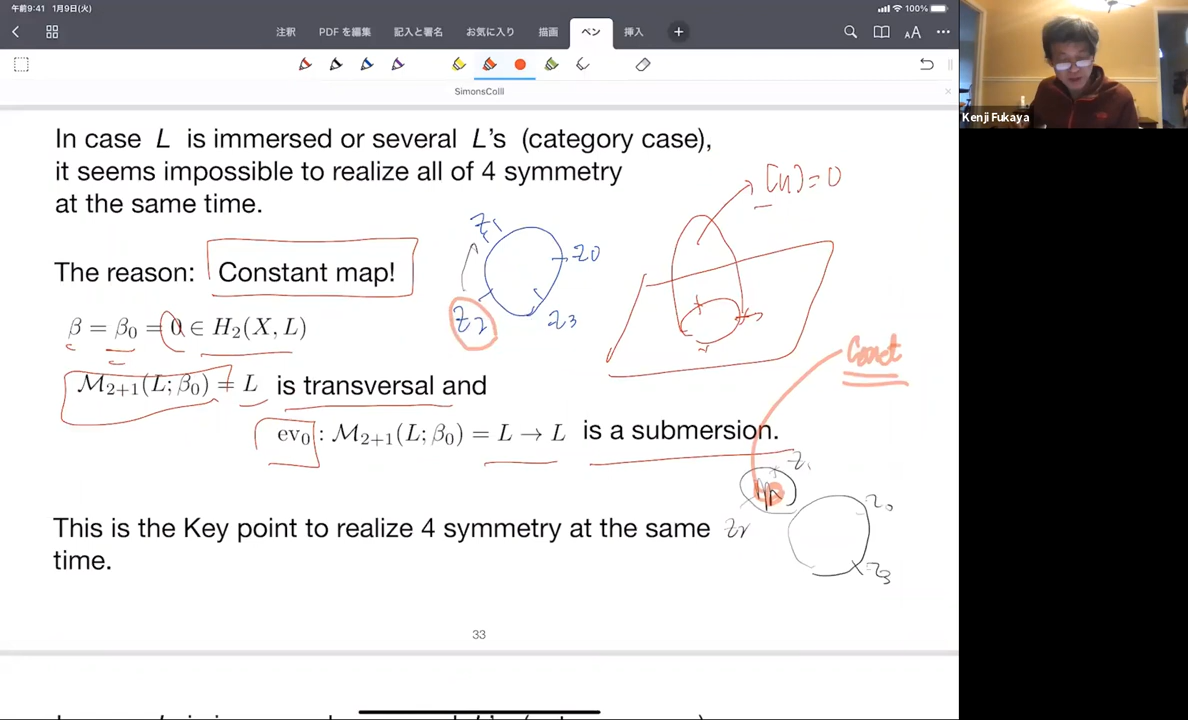 午前9:41 1月9日(火)
100%
注釈 PDF を編集 記入と署名 お気に入り 描画 ペン 挿入
AA
SimonsColll
Kenji Fukaya
In case L is immersed or several L's (category case),
it seems impossible to realize all of 4 symmetry
at the same time.
[u]=0
z1
z0
z2
z3
The reason: Constant map!
β = β₀ = 0 ∈ H₂(X, L)
Const
M₂₊₁(L; β₀) = L is transversal and
ev₀ : M₂₊₁(L; β₀) = L → L is a submersion.
z1
z0
z2
z3
This is the Key point to realize 4 symmetry at the same
time.
33